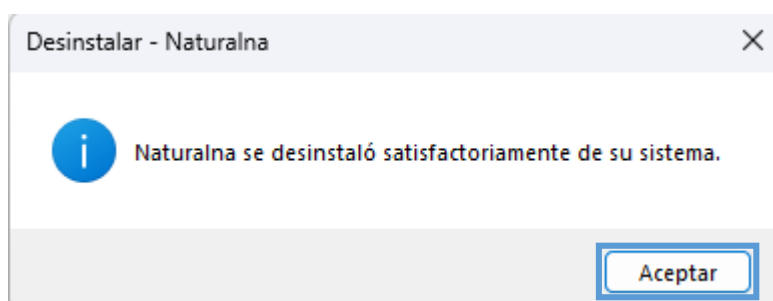 Desinstalar - Naturalna
Naturalna se desinstaló satisfactoriamente de su sistema.
Aceptar